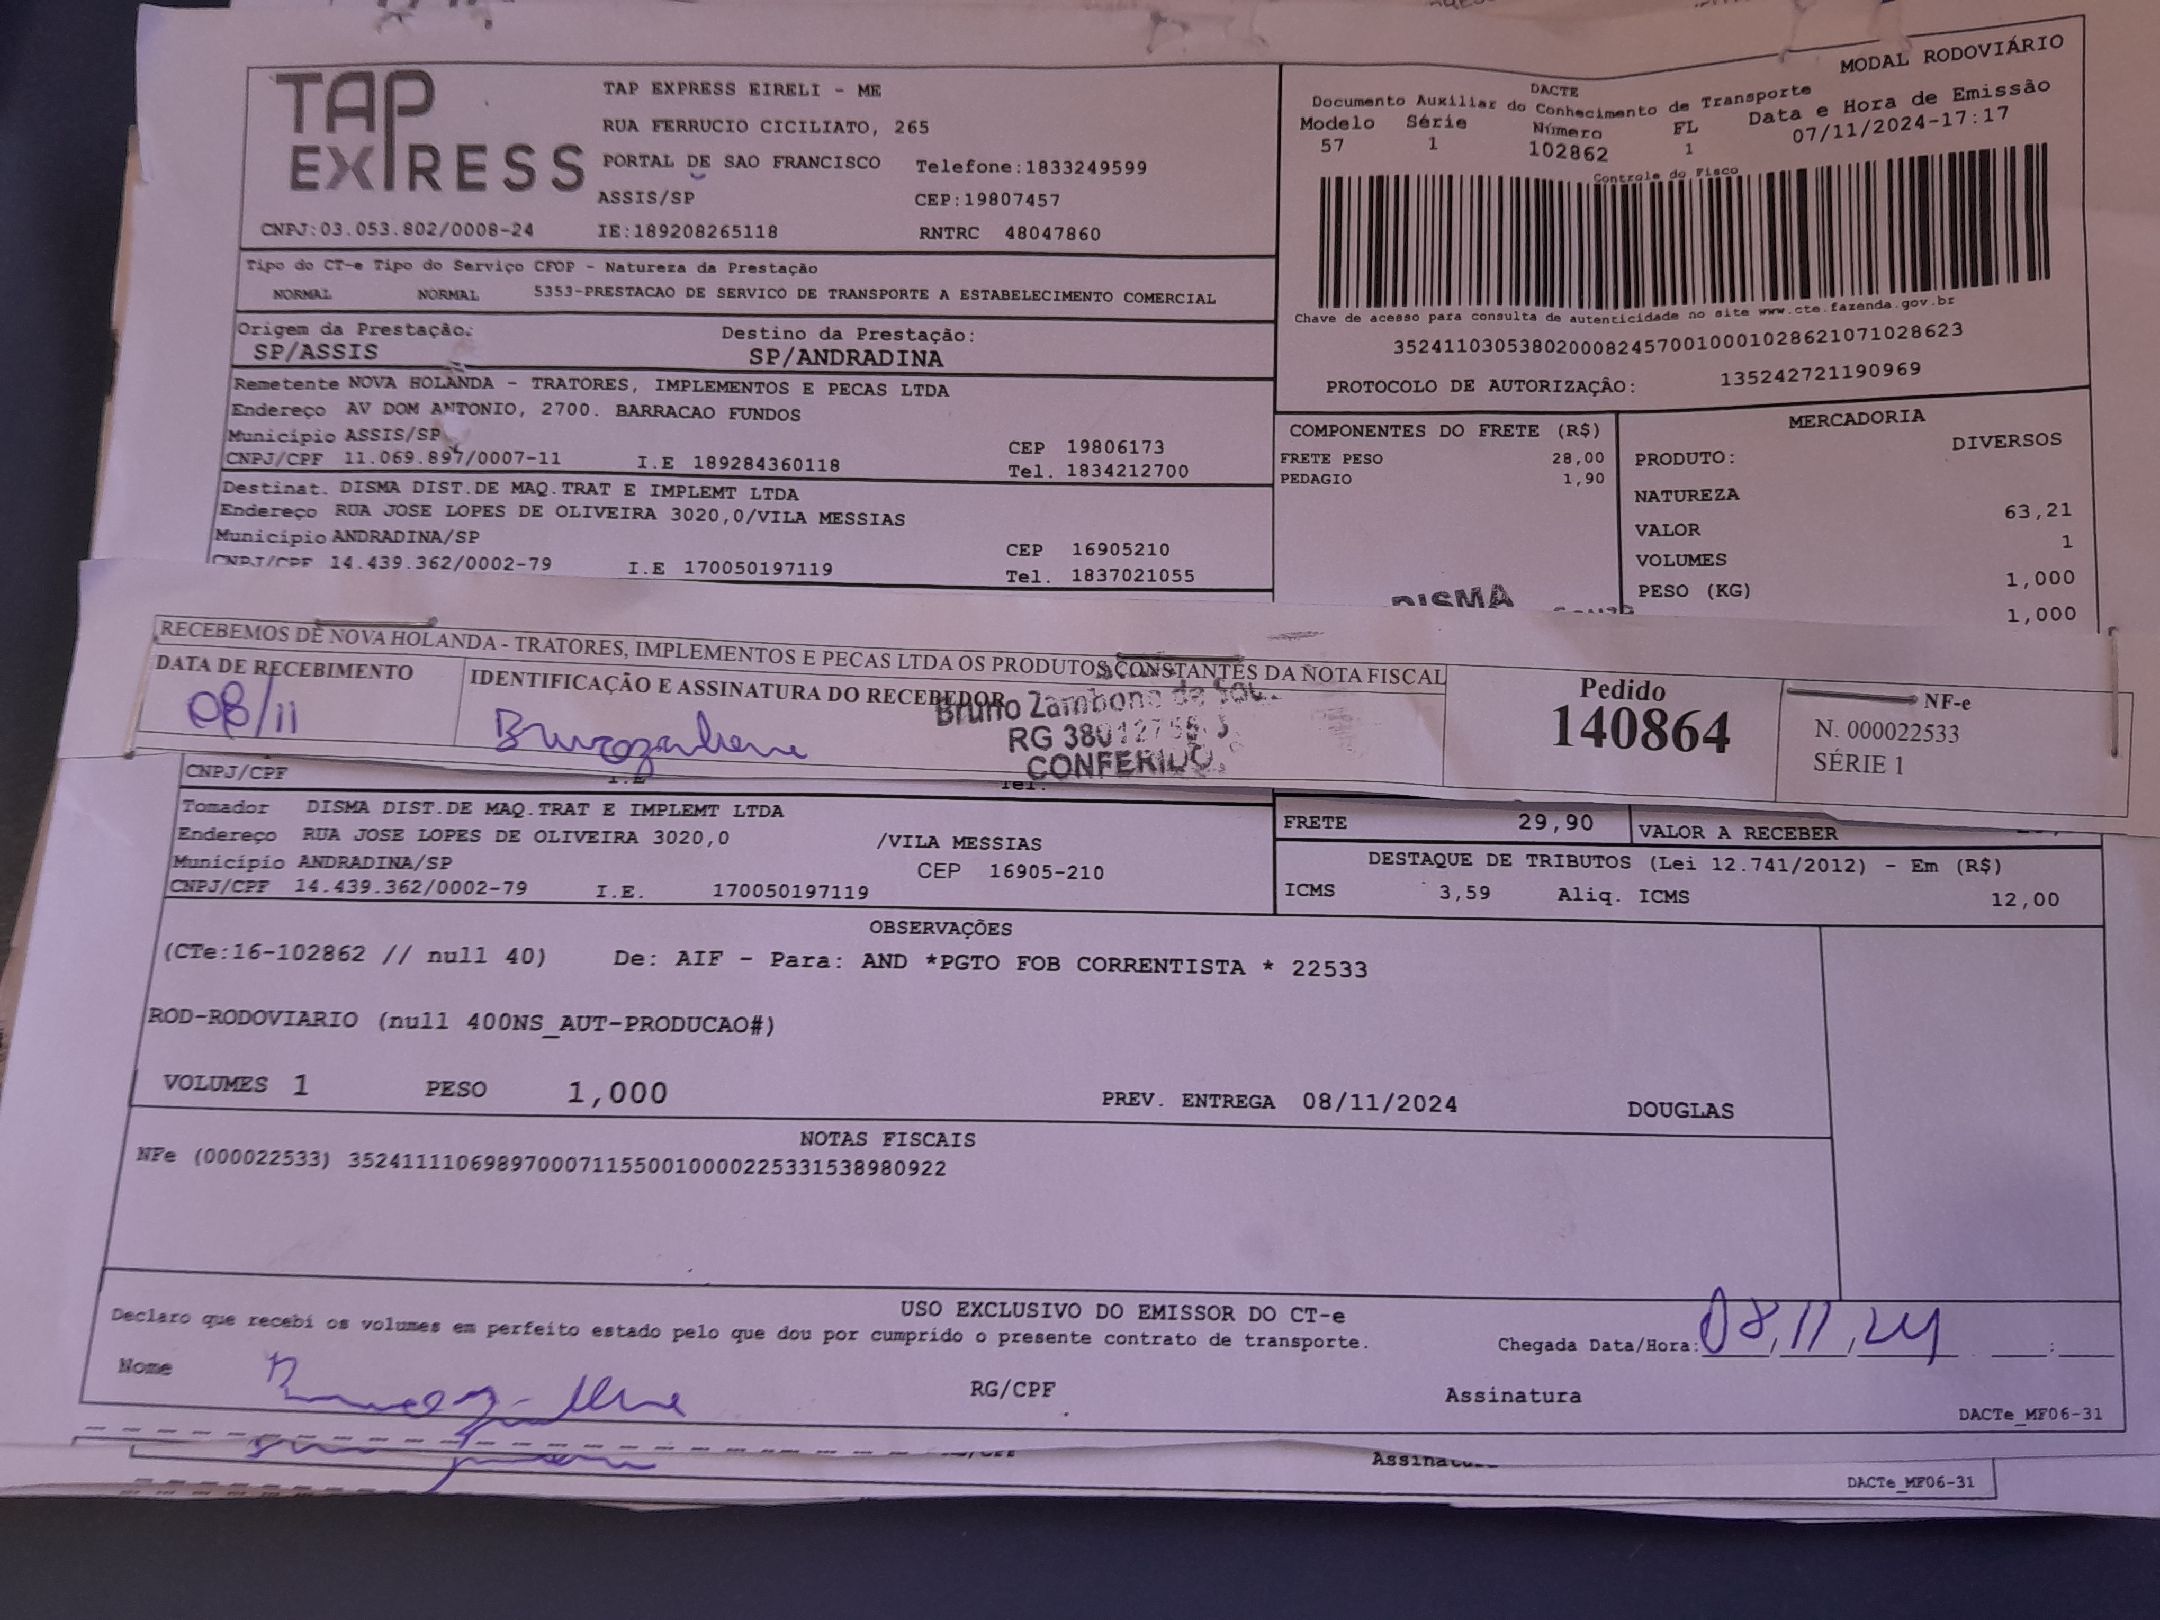 TAP EXPRESS
TAP EXPRESS EIRELI - ME
RUA FERRUCIO CICILIATO, 265
PORTAL DE SAO FRANCISCO Telefone:1833249599
ASSIS/SP CEP:19807457
CNPJ:03.053.802/0008-24 IE:189208265118 RNTRC 48047860
MODAL RODOVIÁRIO
DACTE
Documento Auxiliar do Conhecimento de Transporte
Modelo Série Número FL Data e Hora de Emissão
57 1 102862 1 07/11/2024-17:17
Controle do Fisco
Chave de acesso para consulta de autenticidade no site www.cte.fazenda.gov.br
35241103053802000824570010001028621071028623
PROTOCOLO DE AUTORIZAÇÃO: 135242721190969
Tipo do CT-e Tipo do Serviço CFOP - Natureza da Prestação
NORMAL NORMAL 5353-PRESTACAO DE SERVICO DE TRANSPORTE A ESTABELECIMENTO COMERCIAL
Origem da Prestação: Destino da Prestação:
SP/ASSIS SP/ANDRADINA
Remetente NOVA HOLANDA - TRATORES, IMPLEMENTOS E PECAS LTDA
Endereço AV DOM ANTONIO, 2700. BARRACAO FUNDOS
Município ASSIS/SP CEP 19806173
CNPJ/CPF 11.069.897/0007-11 I.E 189284360118 Tel. 1834212700
Destinat. DISMA DIST.DE MAQ.TRAT E IMPLEMT LTDA
Endereço RUA JOSE LOPES DE OLIVEIRA 3020,0/VILA MESSIAS
Município ANDRADINA/SP CEP 16905210
CNPJ/CPF 14.439.362/0002-79 I.E 170050197119 Tel. 1837021055
COMPONENTES DO FRETE (R$)
FRETE PESO 28,00
PEDAGIO 1,90
MERCADORIA
PRODUTO: DIVERSOS
NATUREZA
VALOR 63,21
VOLUMES 1
PESO (KG) 1,000
1,000
DISMA
RECEBEMOS DE NOVA HOLANDA - TRATORES, IMPLEMENTOS E PECAS LTDA OS PRODUTOS CONSTANTES DA NOTA FISCAL
DATA DE RECEBIMENTO IDENTIFICAÇÃO E ASSINATURA DO RECEBEDOR
08/11
Bruno Zambone de
CONFERIDO
Pedido
140864
NF-e
N. 000022533
SÉRIE 1
CNPJ/CPF I.E Tel.
Tomador DISMA DIST.DE MAQ.TRAT E IMPLEMT LTDA
Endereço RUA JOSE LOPES DE OLIVEIRA 3020,0 /VILA MESSIAS
Município ANDRADINA/SP CEP 16905-210
CNPJ/CPF 14.439.362/0002-79 I.E. 170050197119
FRETE 29,90 VALOR A RECEBER
DESTAQUE DE TRIBUTOS (Lei 12.741/2012) - Em (R$)
ICMS 3,59 Aliq. ICMS 12,00
OBSERVAÇÕES
(CTe:16-102862 // null 40) De: AIF - Para: AND *PGTO FOB CORRENTISTA * 22533
ROD-RODOVIARIO (null 400NS_AUT-PRODUCAO#)
VOLUMES 1 PESO 1,000 PREV. ENTREGA 08/11/2024 DOUGLAS
NOTAS FISCAIS
NFe (000022533) 35241111069897000711550010000225331538980922
USO EXCLUSIVO DO EMISSOR DO CT-e
Declaro que recebi os volumes em perfeito estado pelo que dou por cumprido o presente contrato de transporte.
Chegada Data/Hora: 08/11/24 :
Nome RG/CPF Assinatura
DACTe_MF06-31
Assinatura
DACTe_MF06-31